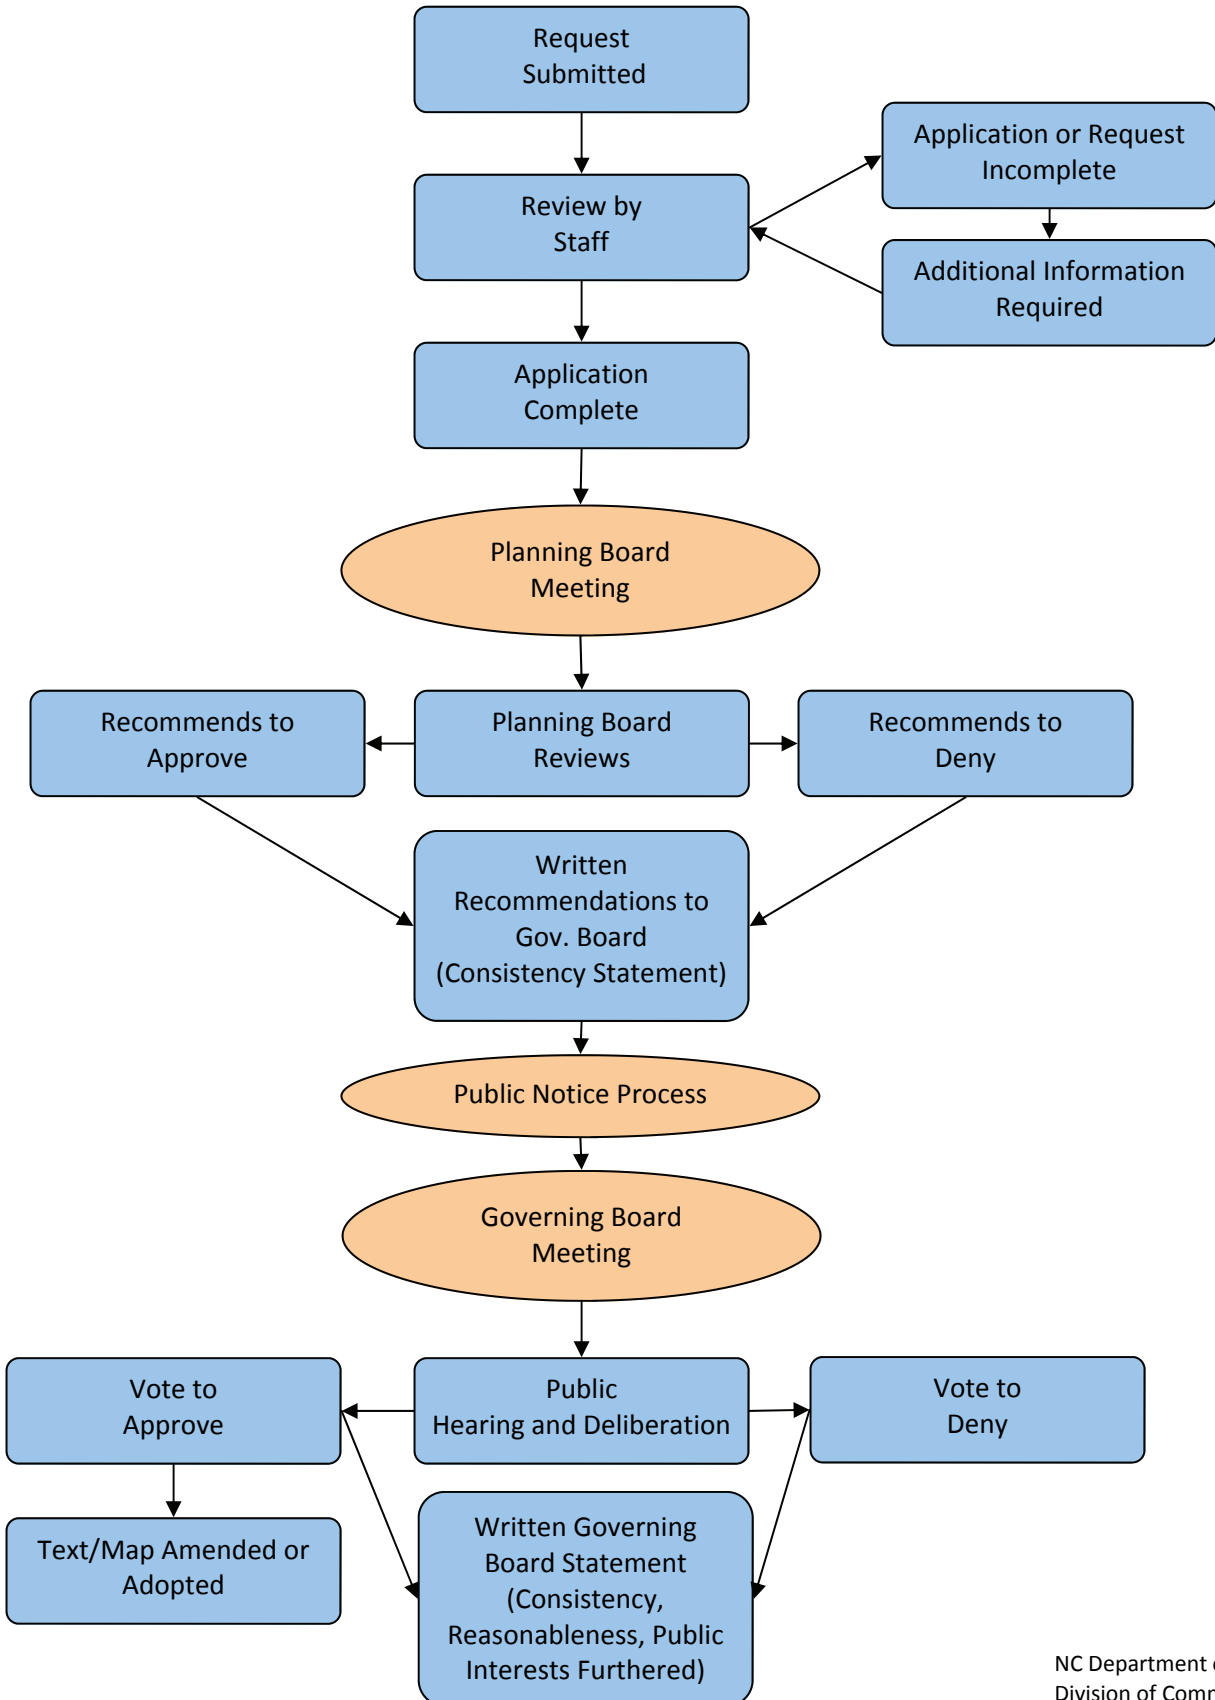 Request
Submitted
Application or Request
Incomplete
Review by
Staff
Additional Information
Required
Application
Complete
Planning Board
Meeting
Recommends to
Approve
Planning Board
Reviews
Recommends to
Deny
Written
Recommendations to
Gov. Board
(Consistency Statement)
Public Notice Process
Governing Board
Meeting
Vote to
Approve
Public
Hearing and Deliberation
Vote to
Deny
Text/Map Amended or
Adopted
Written Governing
Board Statement
(Consistency,
Reasonableness, Public
Interests Furthered)
NC Department
Division of